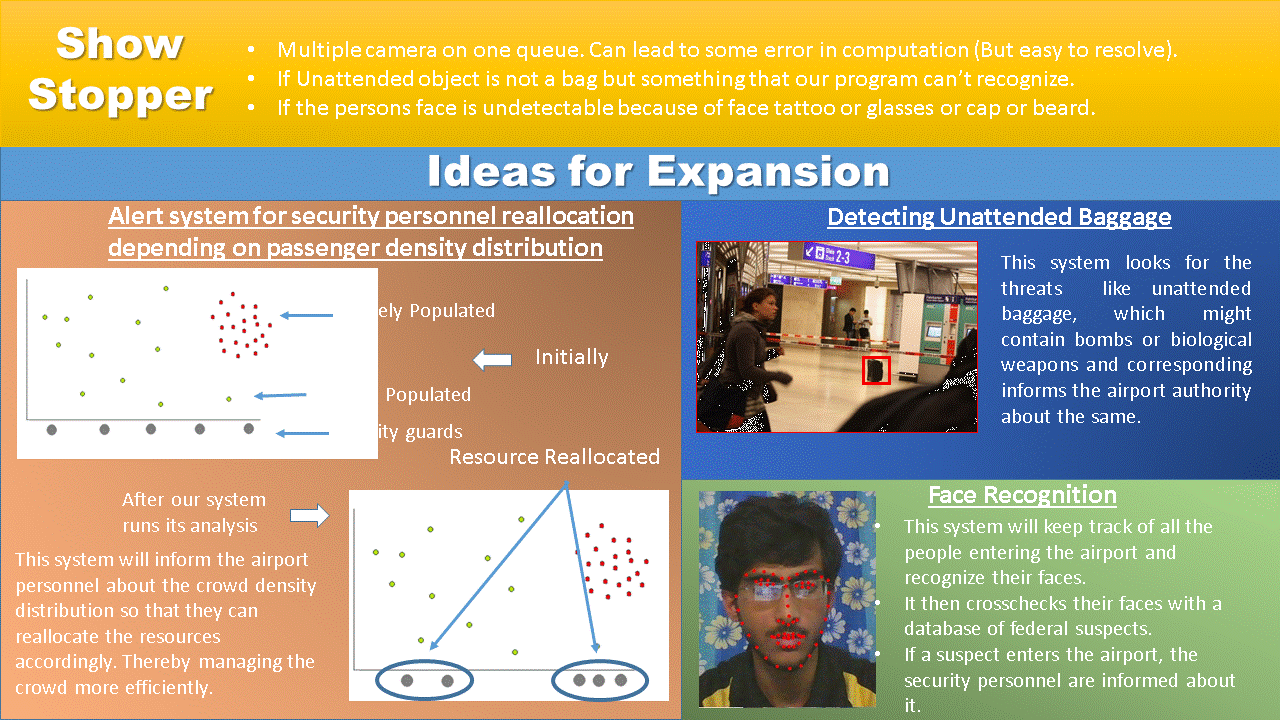 Show
Stopper
• Multiple camera on one queue. Can lead to some error in computation (But easy to resolve).
• If Unattended object is not a bag but something that our program can’t recognize.
• If the persons face is undetectable because of face tattoo or glasses or cap or beard.
Ideas for Expansion
Alert system for security personnel reallocation
depending on passenger density distribution
ely Populated
Initially
Populated
ity guards
Resource Reallocated
After our system
runs its analysis
This system will inform the airport
personnel about the crowd density
distribution so that they can
reallocate the resources
accordingly. Thereby managing the
crowd more efficiently.
Detecting Unattended Baggage
2-3
This system looks for the
threats like unattended
baggage, which might
contain bombs or biological
weapons and corresponding
informs the airport authority
about the same.
Face Recognition
• This system will keep track of all the
people entering the airport and
recognize their faces.
• It then crosschecks their faces with a
database of federal suspects.
• If a suspect enters the airport, the
security personnel are informed about
it.